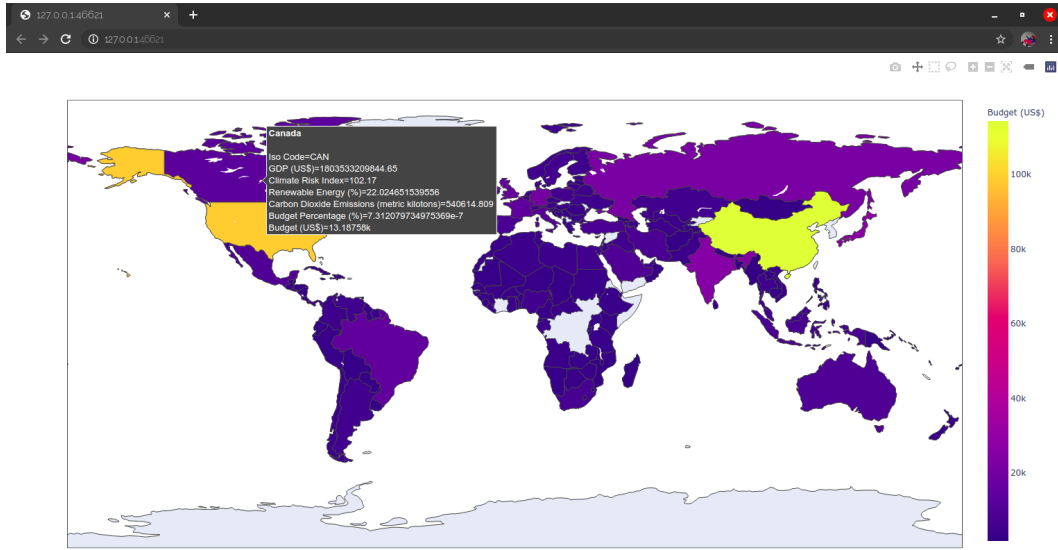 127.0.0.1:46621
127.0.0.1:46621
Canada
Iso Code=CAN
GDP (US$)=1803533209844.65
Climate Risk Index=102.17
Renewable Energy (%)=22.024651539556
Carbon Dioxide Emissions (metric kilotons)=540614.809
Budget Percentage (%)=7.312079734975369e-7
Budget (US$)=13.18758k
Budget (US$)
100k
80k
60k
40k
20k